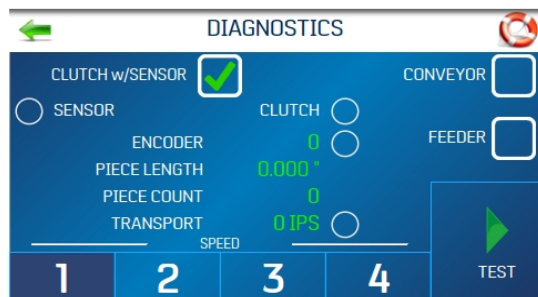 DIAGNOSTICS
CLUTCH w/SENSOR CONVEYOR
SENSOR CLUTCH
ENCODER 0 FEEDER
PIECE LENGTH 0.000 "
PIECE COUNT 0
TRANSPORT 0 IPS
SPEED
1 2 3 4 TEST